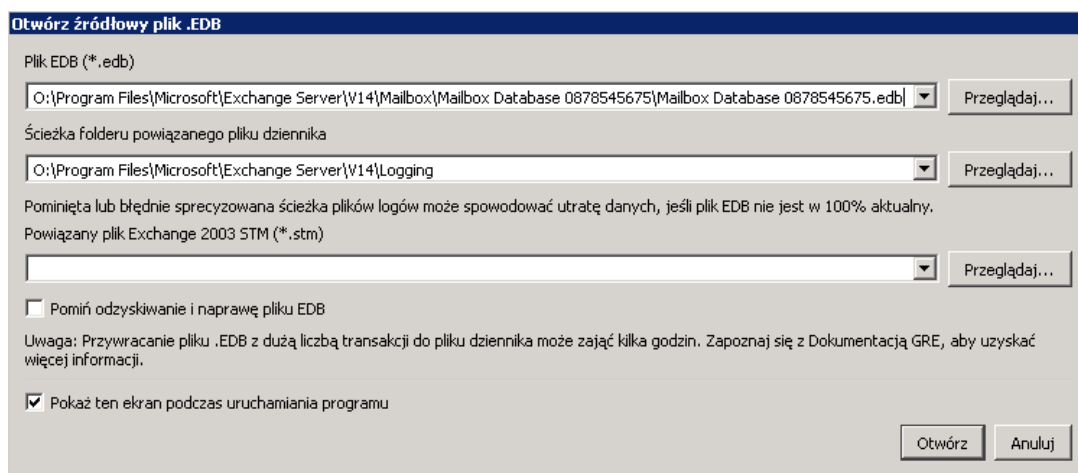 Otwórz źródłowy plik .EDB
Plik EDB (*.edb)
O:\Program Files\Microsoft\Exchange Server\V14\Mailbox\Mailbox Database 0878545675\Mailbox Database 0878545675.edb
Przeglądaj...
Ścieżka folderu powiązanego pliku dziennika
O:\Program Files\Microsoft\Exchange Server\V14\Logging
Przeglądaj...
Pominięta lub błędnie sprecyzowana ścieżka plików logów może spowodować utratę danych, jeśli plik EDB nie jest w 100% aktualny.
Powiązany plik Exchange 2003 STM (*.stm)
Przeglądaj...
Pomiń odzyskiwanie i naprawę pliku EDB
Uwaga: Przywracanie pliku .EDB z dużą liczbą transakcji do pliku dziennika może zająć kilka godzin. Zapoznaj się z Dokumentacją GRE, aby uzyskać
więcej informacji.
Pokaż ten ekran podczas uruchamiania programu
Otwórz
Anuluj